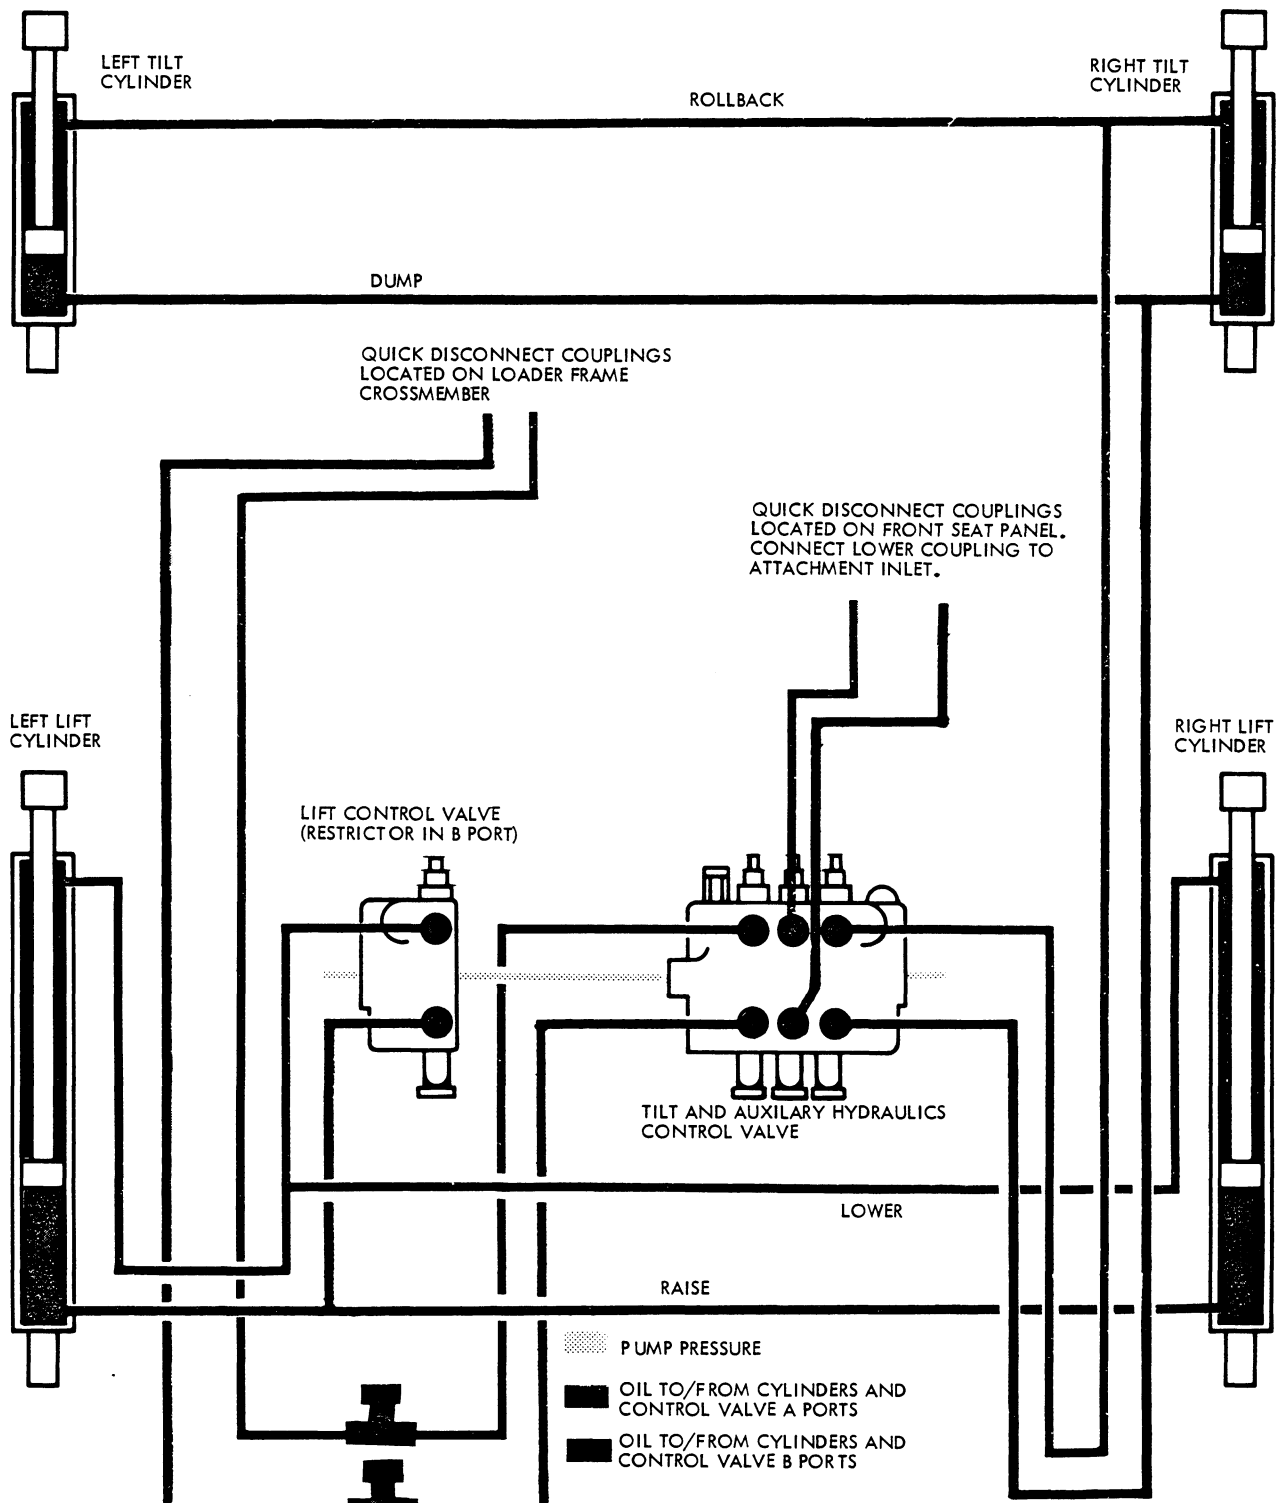 LEFT TILT
CYLINDER
RIGHT TILT
CYLINDER
ROLLBACK
DUMP
QUICK DISCONNECT COUPLINGS
LOCATED ON LOADER FRAME
CROSSMEMBER
QUICK DISCONNECT COUPLINGS
LOCATED ON FRONT SEAT PANEL.
CONNECT LOWER COUPLING TO
ATTACHMENT INLET.
LEFT LIFT
CYLINDER
RIGHT LIFT
CYLINDER
LIFT CONTROL VALVE
(RESTRICTOR IN B PORT)
TILT AND AUXILARY HYDRAULICS
CONTROL VALVE
LOWER
RAISE
PUMP PRESSURE
OIL TO/FROM CYLINDERS AND
CONTROL VALVE A PORTS
OIL TO/FROM CYLINDERS AND
CONTROL VALVE B PORTS